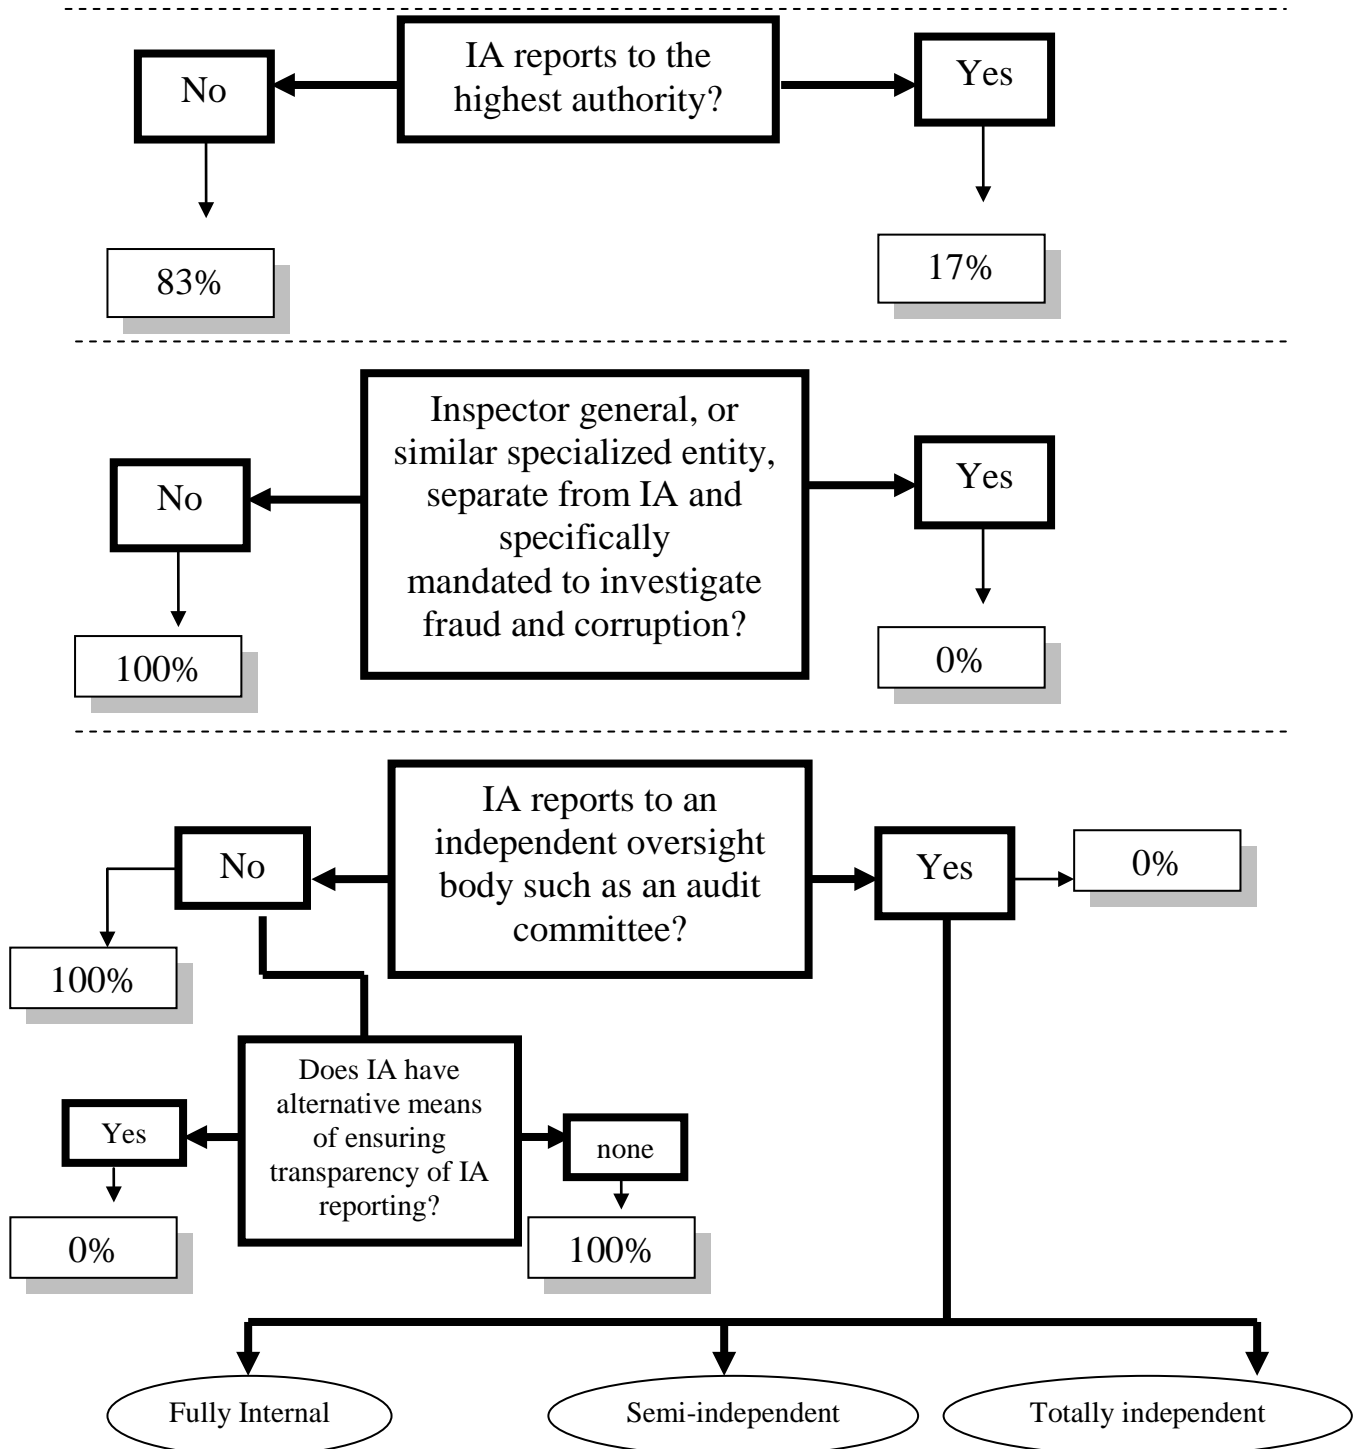 IA reports to the
highest authority?
No
Yes
83%
17%
Inspector general, or
similar specialized entity,
separate from IA and
specifically
mandated to investigate
fraud and corruption?
No
Yes
100%
0%
IA reports to an
independent oversight
body such as an audit
committee?
No
Yes
0%
100%
Does IA have
alternative means
of ensuring
transparency of IA
reporting?
Yes
none
0%
100%
Fully Internal
Semi-independent
Totally independent